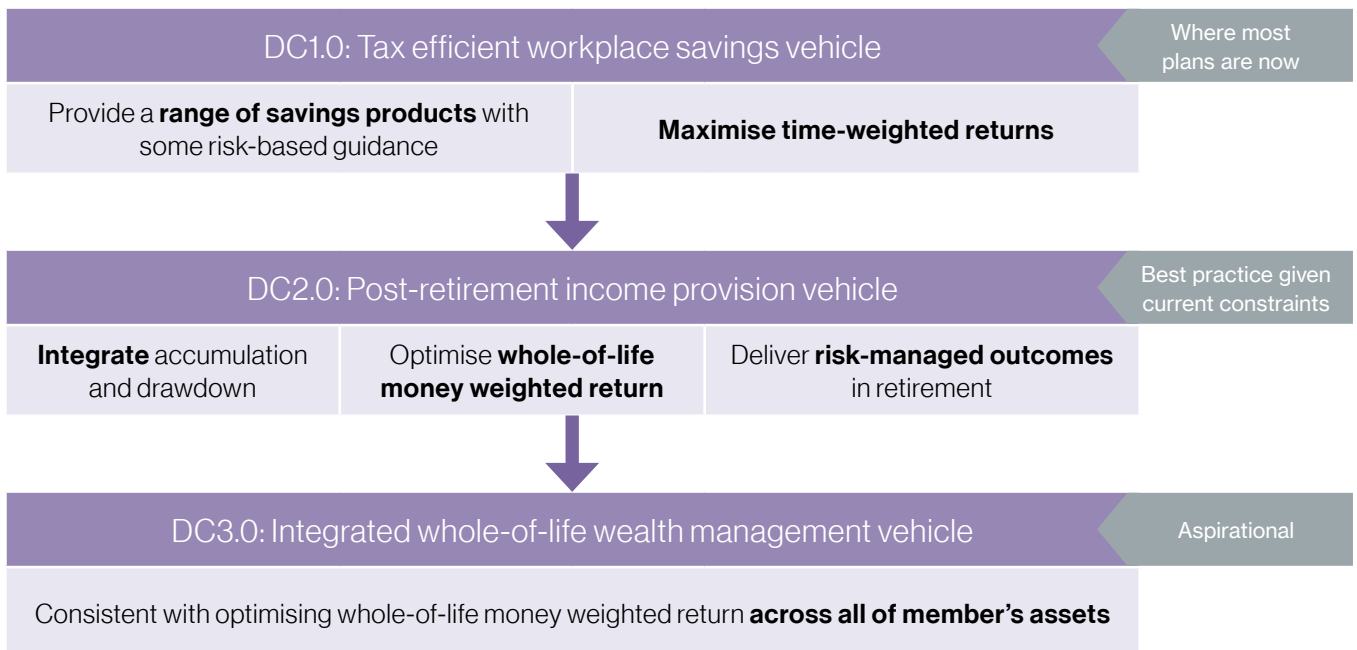 DC1.0: Tax efficient workplace savings vehicle
Where most
plans are now
Provide a range of savings products with
some risk-based guidance
Maximise time-weighted returns
DC2.0: Post-retirement income provision vehicle
Best practice given
current constraints
Integrate accumulation
and drawdown
Optimise whole-of-life
money weighted return
Deliver risk-managed outcomes
in retirement
DC3.0: Integrated whole-of-life wealth management vehicle
Aspirational
Consistent with optimising whole-of-life money weighted return across all of member's assets